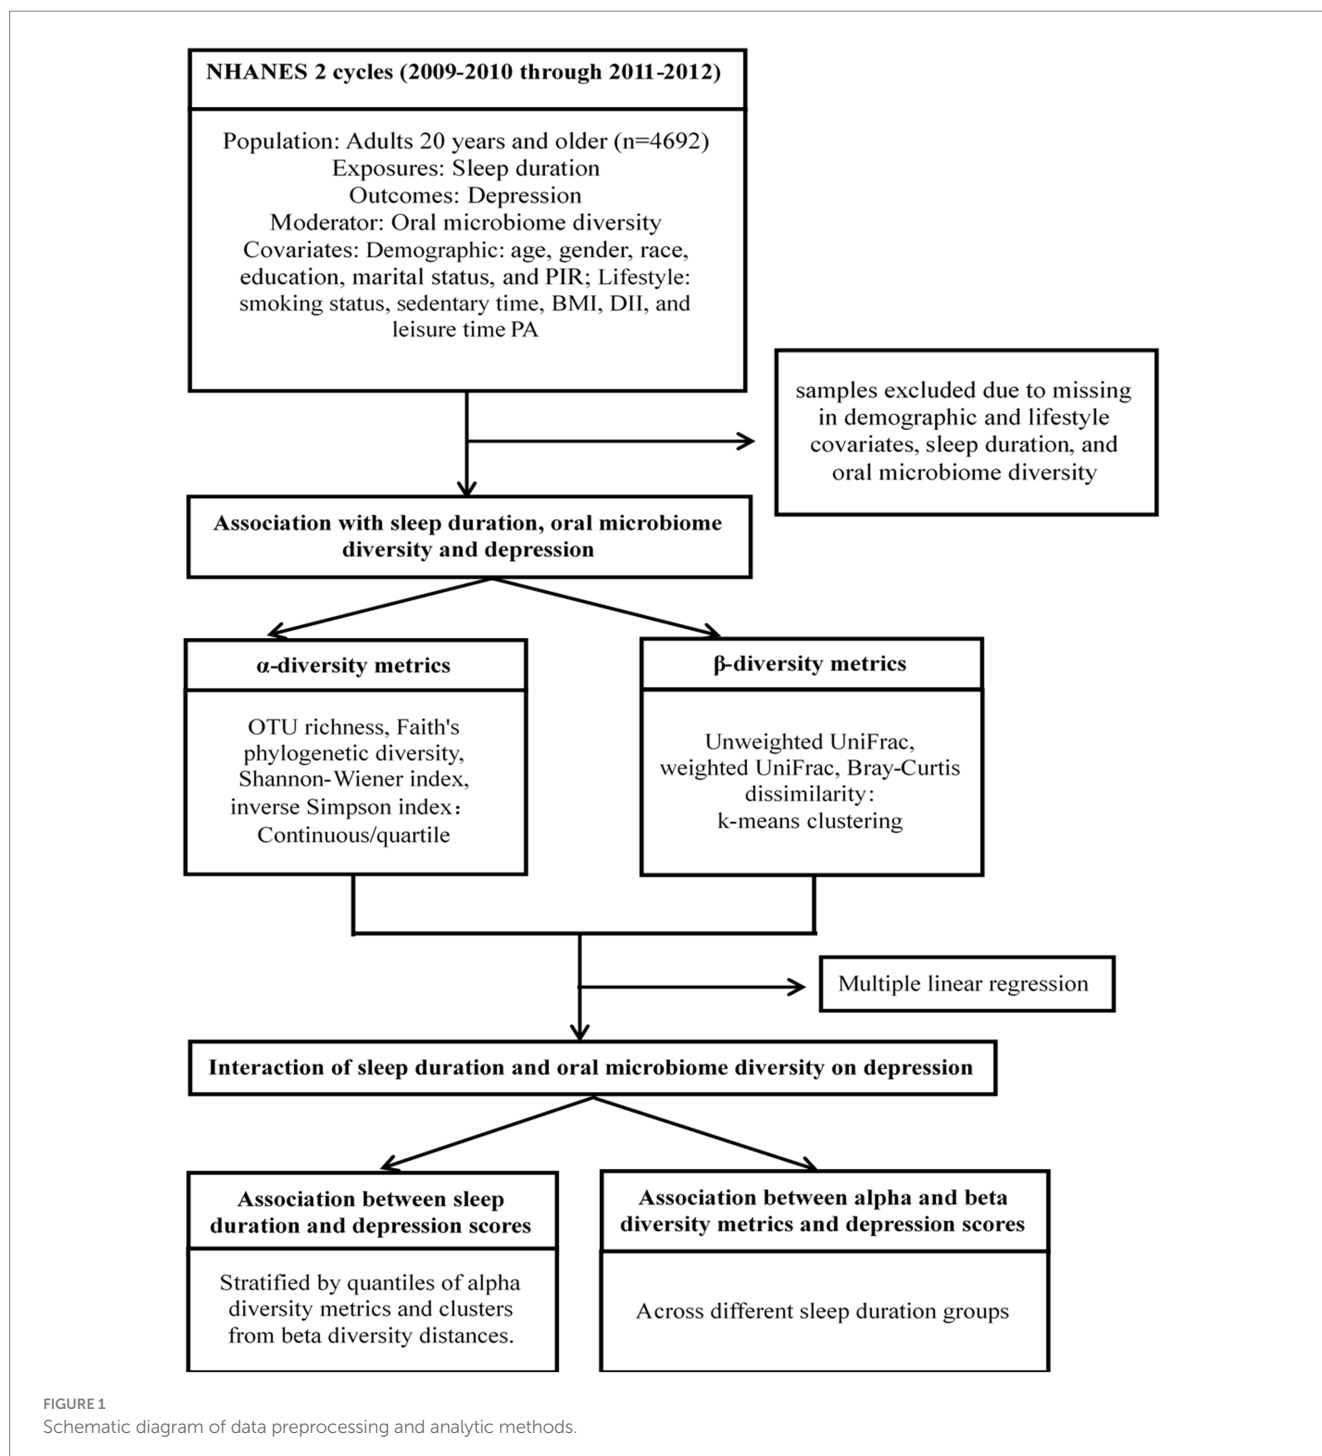 NHANES 2 cycles (2009-2010 through 2011-2012)
Population: Adults 20 years and older (n=4692)
Exposures: Sleep duration
Outcomes: Depression
Moderator: Oral microbiome diversity
Covariates: Demographic: age, gender, race,
education, marital status, and PIR; Lifestyle:
smoking status, sedentary time, BMI, DII, and
leisure time PA
samples excluded due to missing
in demographic and lifestyle
covariates, sleep duration, and
oral microbiome diversity
Association with sleep duration, oral microbiome
diversity and depression
α-diversity metrics
OTU richness, Faith's
phylogenetic diversity,
Shannon-Wiener index,
inverse Simpson index：
Continuous/quartile
β-diversity metrics
Unweighted UniFrac,
weighted UniFrac, Bray-Curtis
dissimilarity:
k-means clustering
Multiple linear regression
Interaction of sleep duration and oral microbiome diversity on depression
Association between sleep
duration and depression scores
Stratified by quantiles of alpha
diversity metrics and clusters
from beta diversity distances.
Association between alpha and beta
diversity metrics and depression scores
Across different sleep duration groups
FIGURE 1
Schematic diagram of data preprocessing and analytic methods.